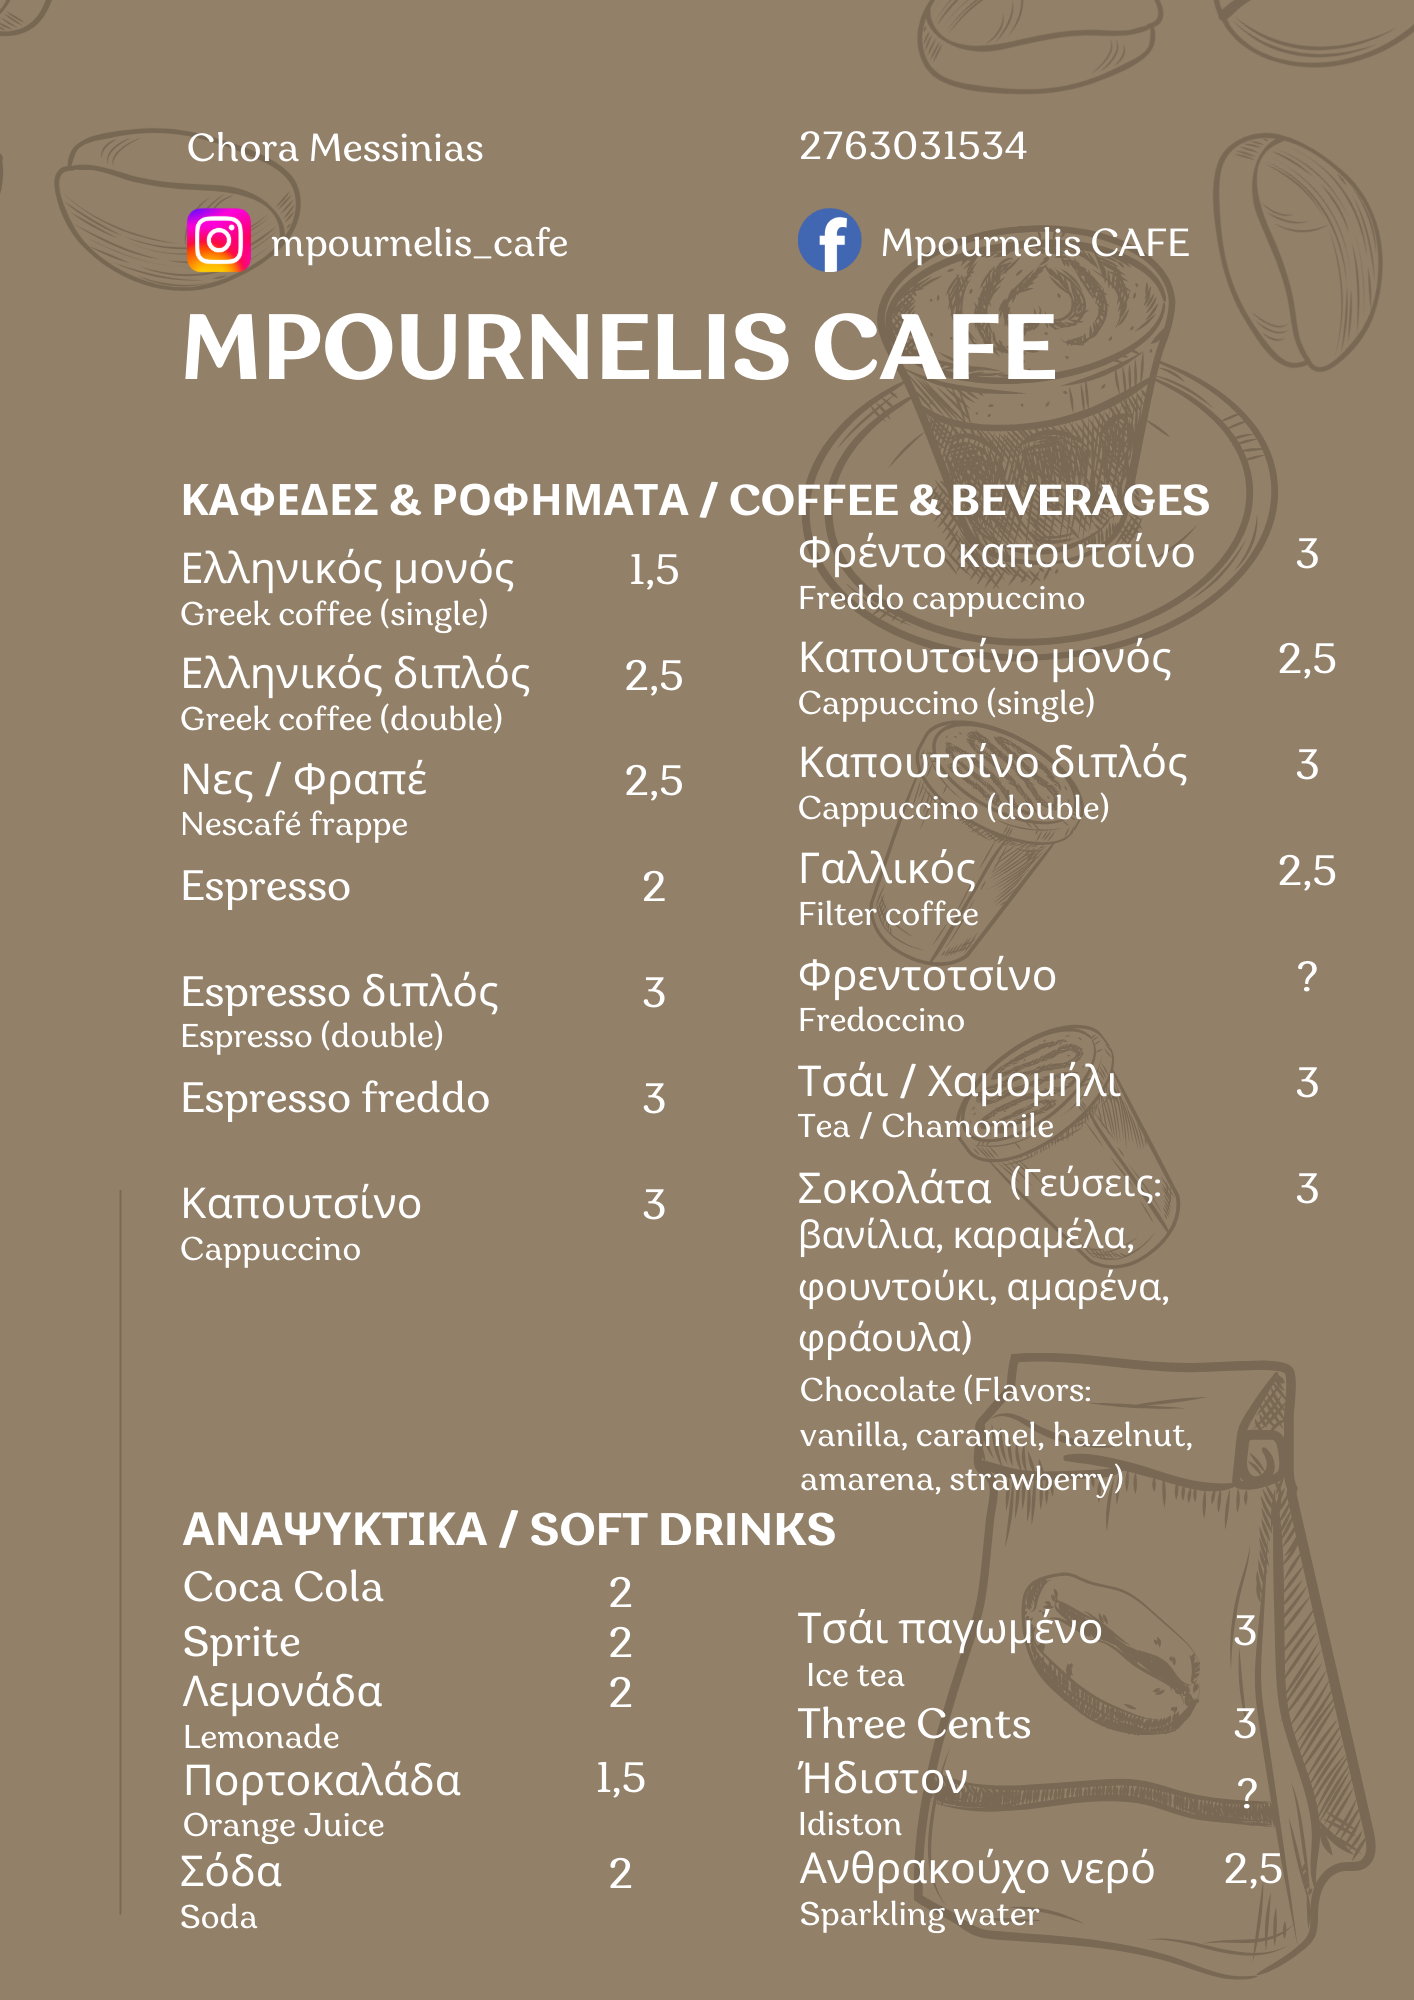 Chora Messinias
2763031534
mpournelis_cafe
Mpournelis CAFE
MPOURNELIS CAFE
ΚΑΦΕΔΕΣ & ΡΟΦΗΜΑΤΑ / COFFEE & BEVERAGES
Ελληνικός μονός 1,5
Greek coffee (single)
Ελληνικός διπλός 2,5
Greek coffee (double)
Νες / Φραπέ 2,5
Nescafé frappe
Espresso 2
Espresso διπλός 3
Espresso (double)
Espresso freddo 3
Καπουτσίνο 3
Cappuccino
Φρέντο καπουτσίνο 3
Freddo cappuccino
Καπουτσίνο μονός 2,5
Cappuccino (single)
Καπουτσίνο διπλός 3
Cappuccino (double)
Γαλλικός 2,5
Filter coffee
Φρεντοτσίνο ?
Fredoccino
Τσάι / Χαμομήλι 3
Tea / Chamomile
Σοκολάτα (Γεύσεις: 3
βανίλια, καραμέλα,
φουντούκι, αμαρένα,
φράουλα)
Chocolate (Flavors:
vanilla, caramel, hazelnut,
amarena, strawberry)
ΑΝΑΨΥΚΤΙΚΑ / SOFT DRINKS
Coca Cola 2
Sprite 2
Λεμονάδα 2
Lemonade
Πορτοκαλάδα 1,5
Orange Juice
Σόδα 2
Soda
Τσάι παγωμένο 3
Ice tea
Three Cents 3
Ήδιστον ?
Idiston
Ανθρακούχο νερό 2,5
Sparkling water